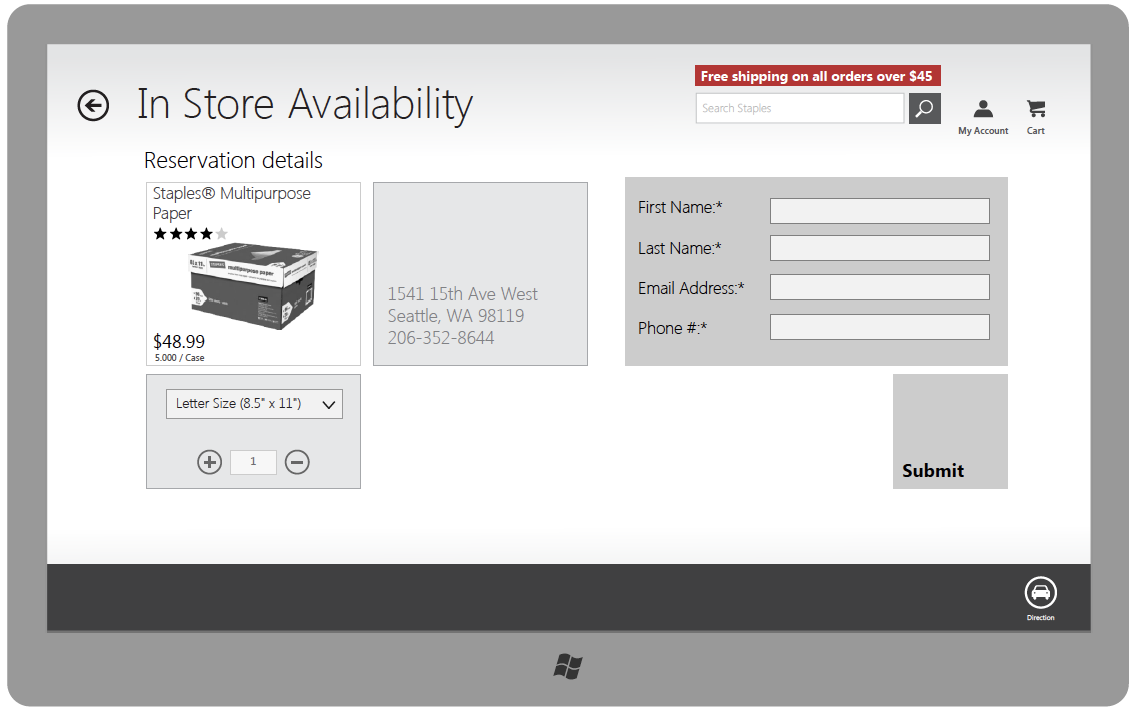 Free shipping on all orders over $45
In Store Availability
Search Staples
My Account
Cart
Reservation details
Staples® Multipurpose
Paper
multipurpose paper
$48.99
5.000 / Case
1541 15th Ave West
Seattle, WA 98119
206-352-8644
First Name:*
Last Name:*
Email Address:*
Phone #:*
Letter Size (8.5" x 11")
1
Submit
Direction